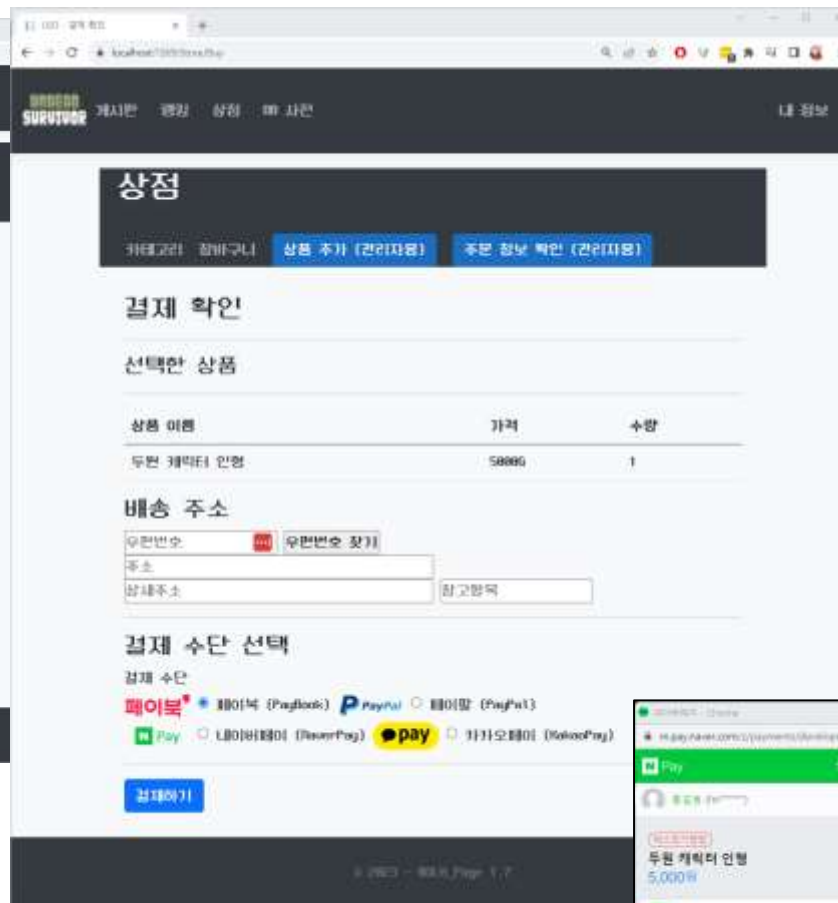 UNDEAD
SURVIVOR
게시판 랭킹 상점 사전
내 정보
상점
카테고리 장바구니 상품 추가 (관리자용) 주문 정보 확인 (관리자용)
결제 확인
선택한 상품
상품 이름 가격 수량
두원 캐릭터 인형 5000G 1
배송 주소
우편번호 우편번호 찾기
주소
상세주소 참고항목
결제 수단 선택
결제 수단
페이북 페이북 (PayBook) PayPal 페이팔 (PayPal)
N Pay 네이버페이 (NaverPay) pay 카카오페이 (KakaoPay)
결제하기
N Pay
두원 캐릭터 인형
5,000원